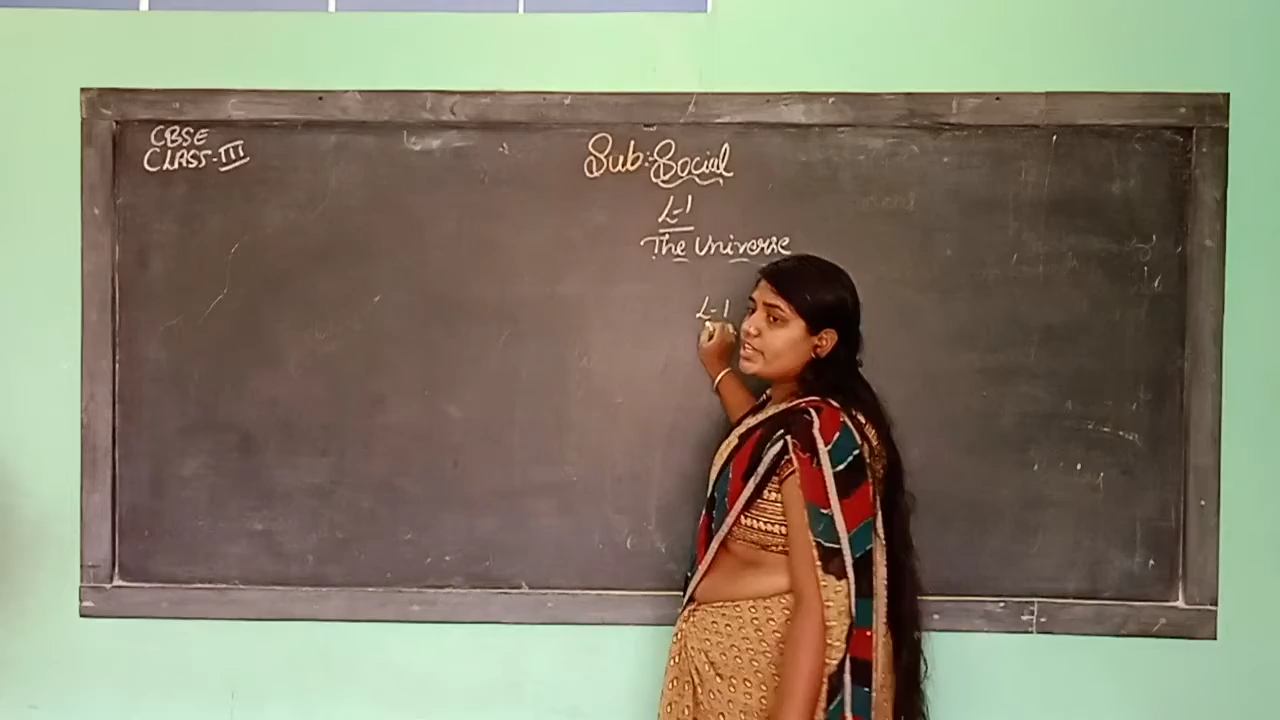 CBSE
CLASS-III
Sub:-Social
L-1
The Universe
L-1